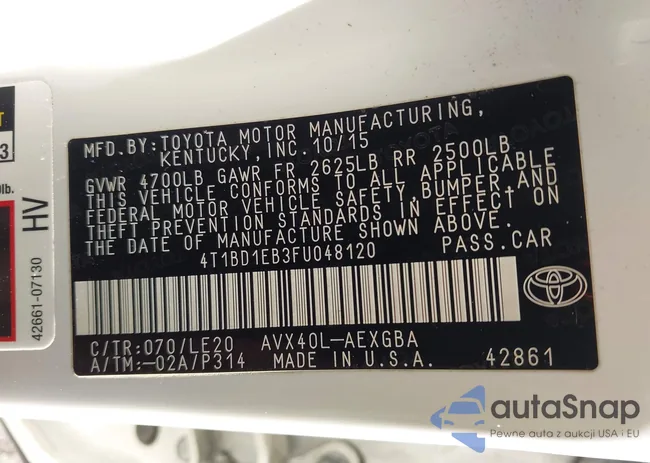 T
3
lb.
HV
42661-07130
MFD.BY: TOYOTA MOTOR MANUFACTURING,
KENTUCKY, INC. 10/15
GVWR 4700LB GAWR FR 2625LB RR 2500LB
THIS VEHICLE CONFORMS TO ALL APPLICABLE
FEDERAL MOTOR VEHICLE SAFETY, BUMPER, AND
THEFT PREVENTION STANDARDS IN EFFECT ON
THE DATE OF MANUFACTURE SHOWN ABOVE.
4T1BD1EB3FU048120 PASS.CAR
C/TR: 070/LE20 AVX40L-AEXGBA
A/TM:-02A/P314 MADE IN U.S.A. 42861
autaSnap
Pewne auta z aukcji USA i EU